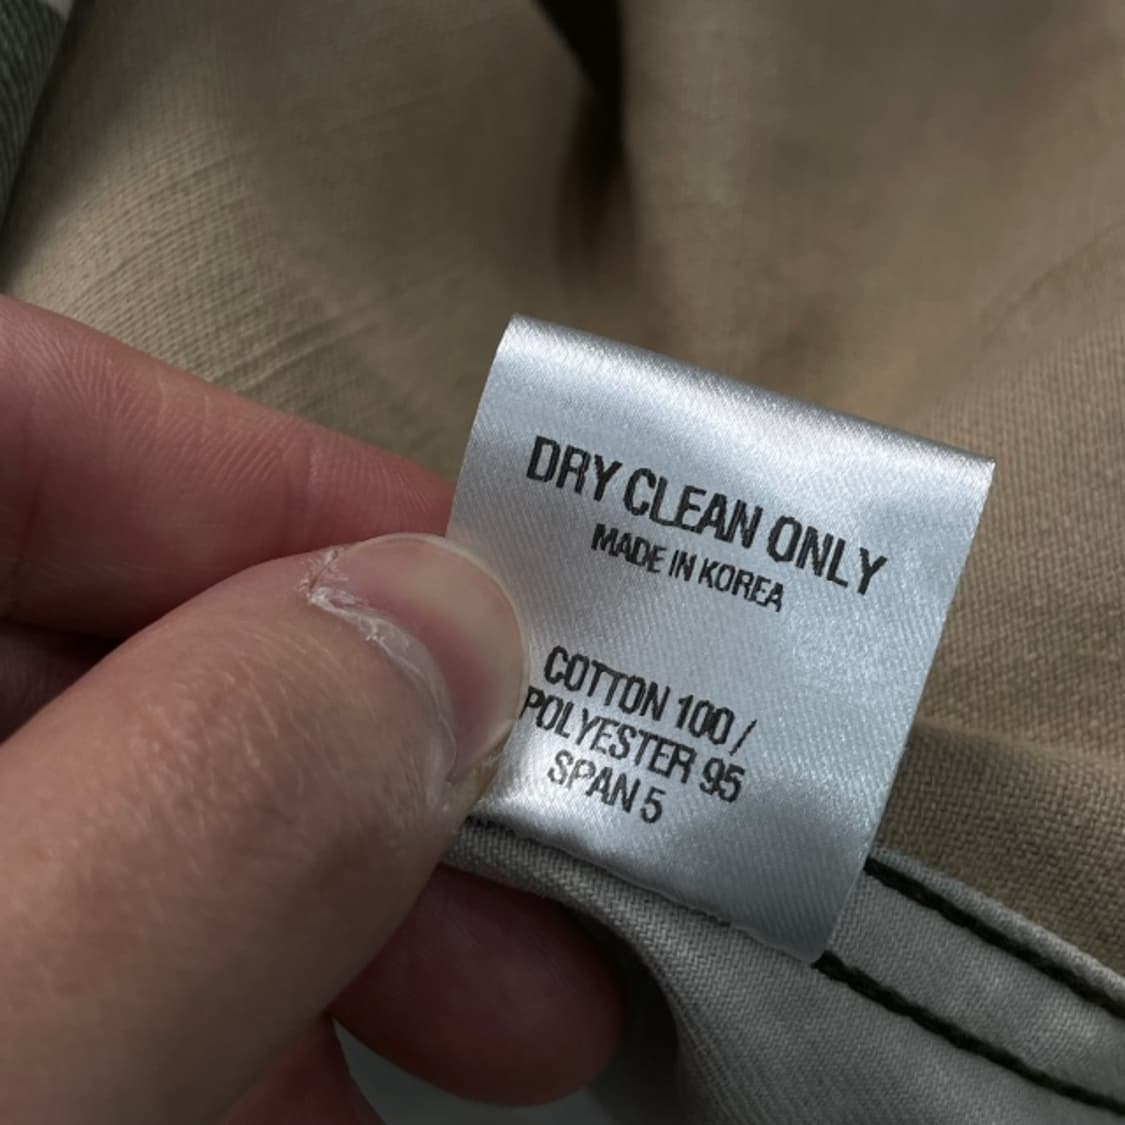 DRY CLEAN ONLY
MADE IN KOREA
COTTON 100 /
POLYESTER 95
SPAN 5